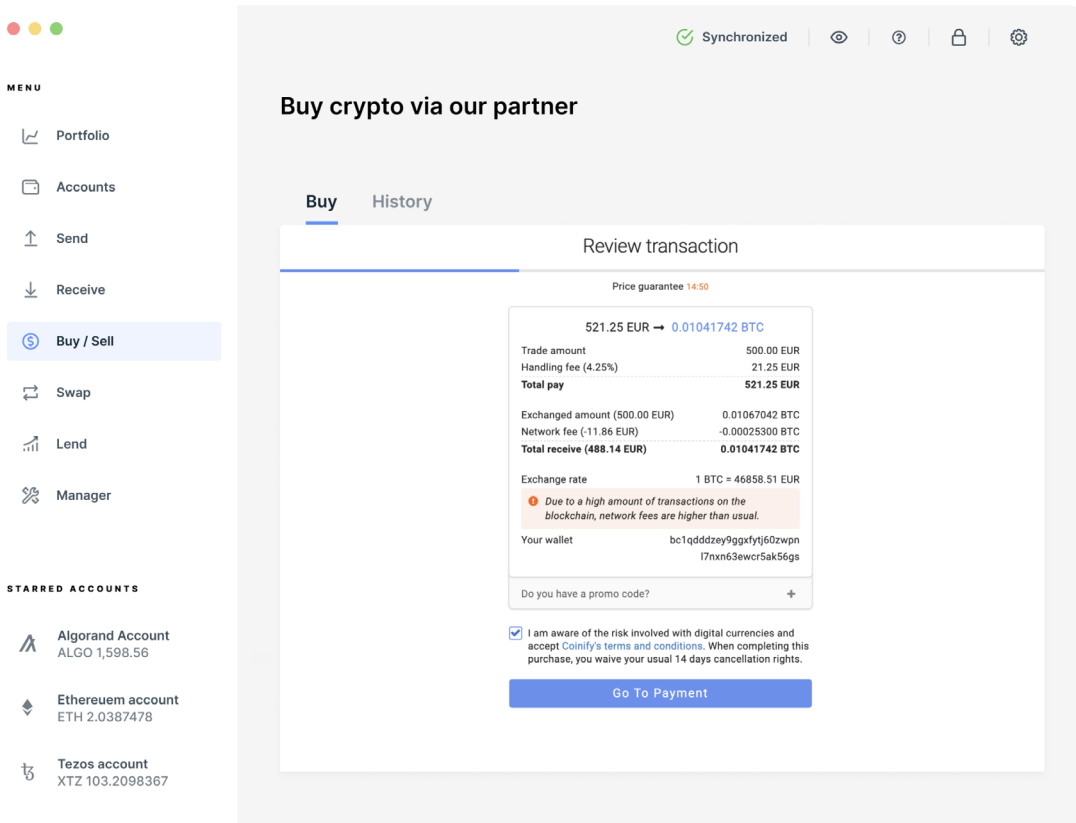 Synchronized
MENU
Portfolio
Accounts
Send
Receive
Buy / Sell
Swap
Lend
Manager
STARRED ACCOUNTS
Algorand Account
ALGO 1,598.56
Ethereuem account
ETH 2.0387478
Tezos account
XTZ 103.2098367
Buy crypto via our partner
Buy History
Review transaction
Price guarantee 14:50
521.25 EUR → 0.01041742 BTC
Trade amount 500.00 EUR
Handling fee (4.25%) 21.25 EUR
Total pay 521.25 EUR
Exchanged amount (500.00 EUR) 0.01067042 BTC
Network fee (-11.86 EUR) -0.00025300 BTC
Total receive (488.14 EUR) 0.01041742 BTC
Exchange rate 1 BTC = 46858.51 EUR
Due to a high amount of transactions on the
blockchain, network fees are higher than usual.
Your wallet bc1qdddzey9ggxfytj60zwpn
l7nxn63ewcr5ak56gs
Do you have a promo code? +
I am aware of the risk involved with digital currencies and
accept Coinify's terms and conditions. When completing this
purchase, you waive your usual 14 days cancellation rights.
Go To Payment